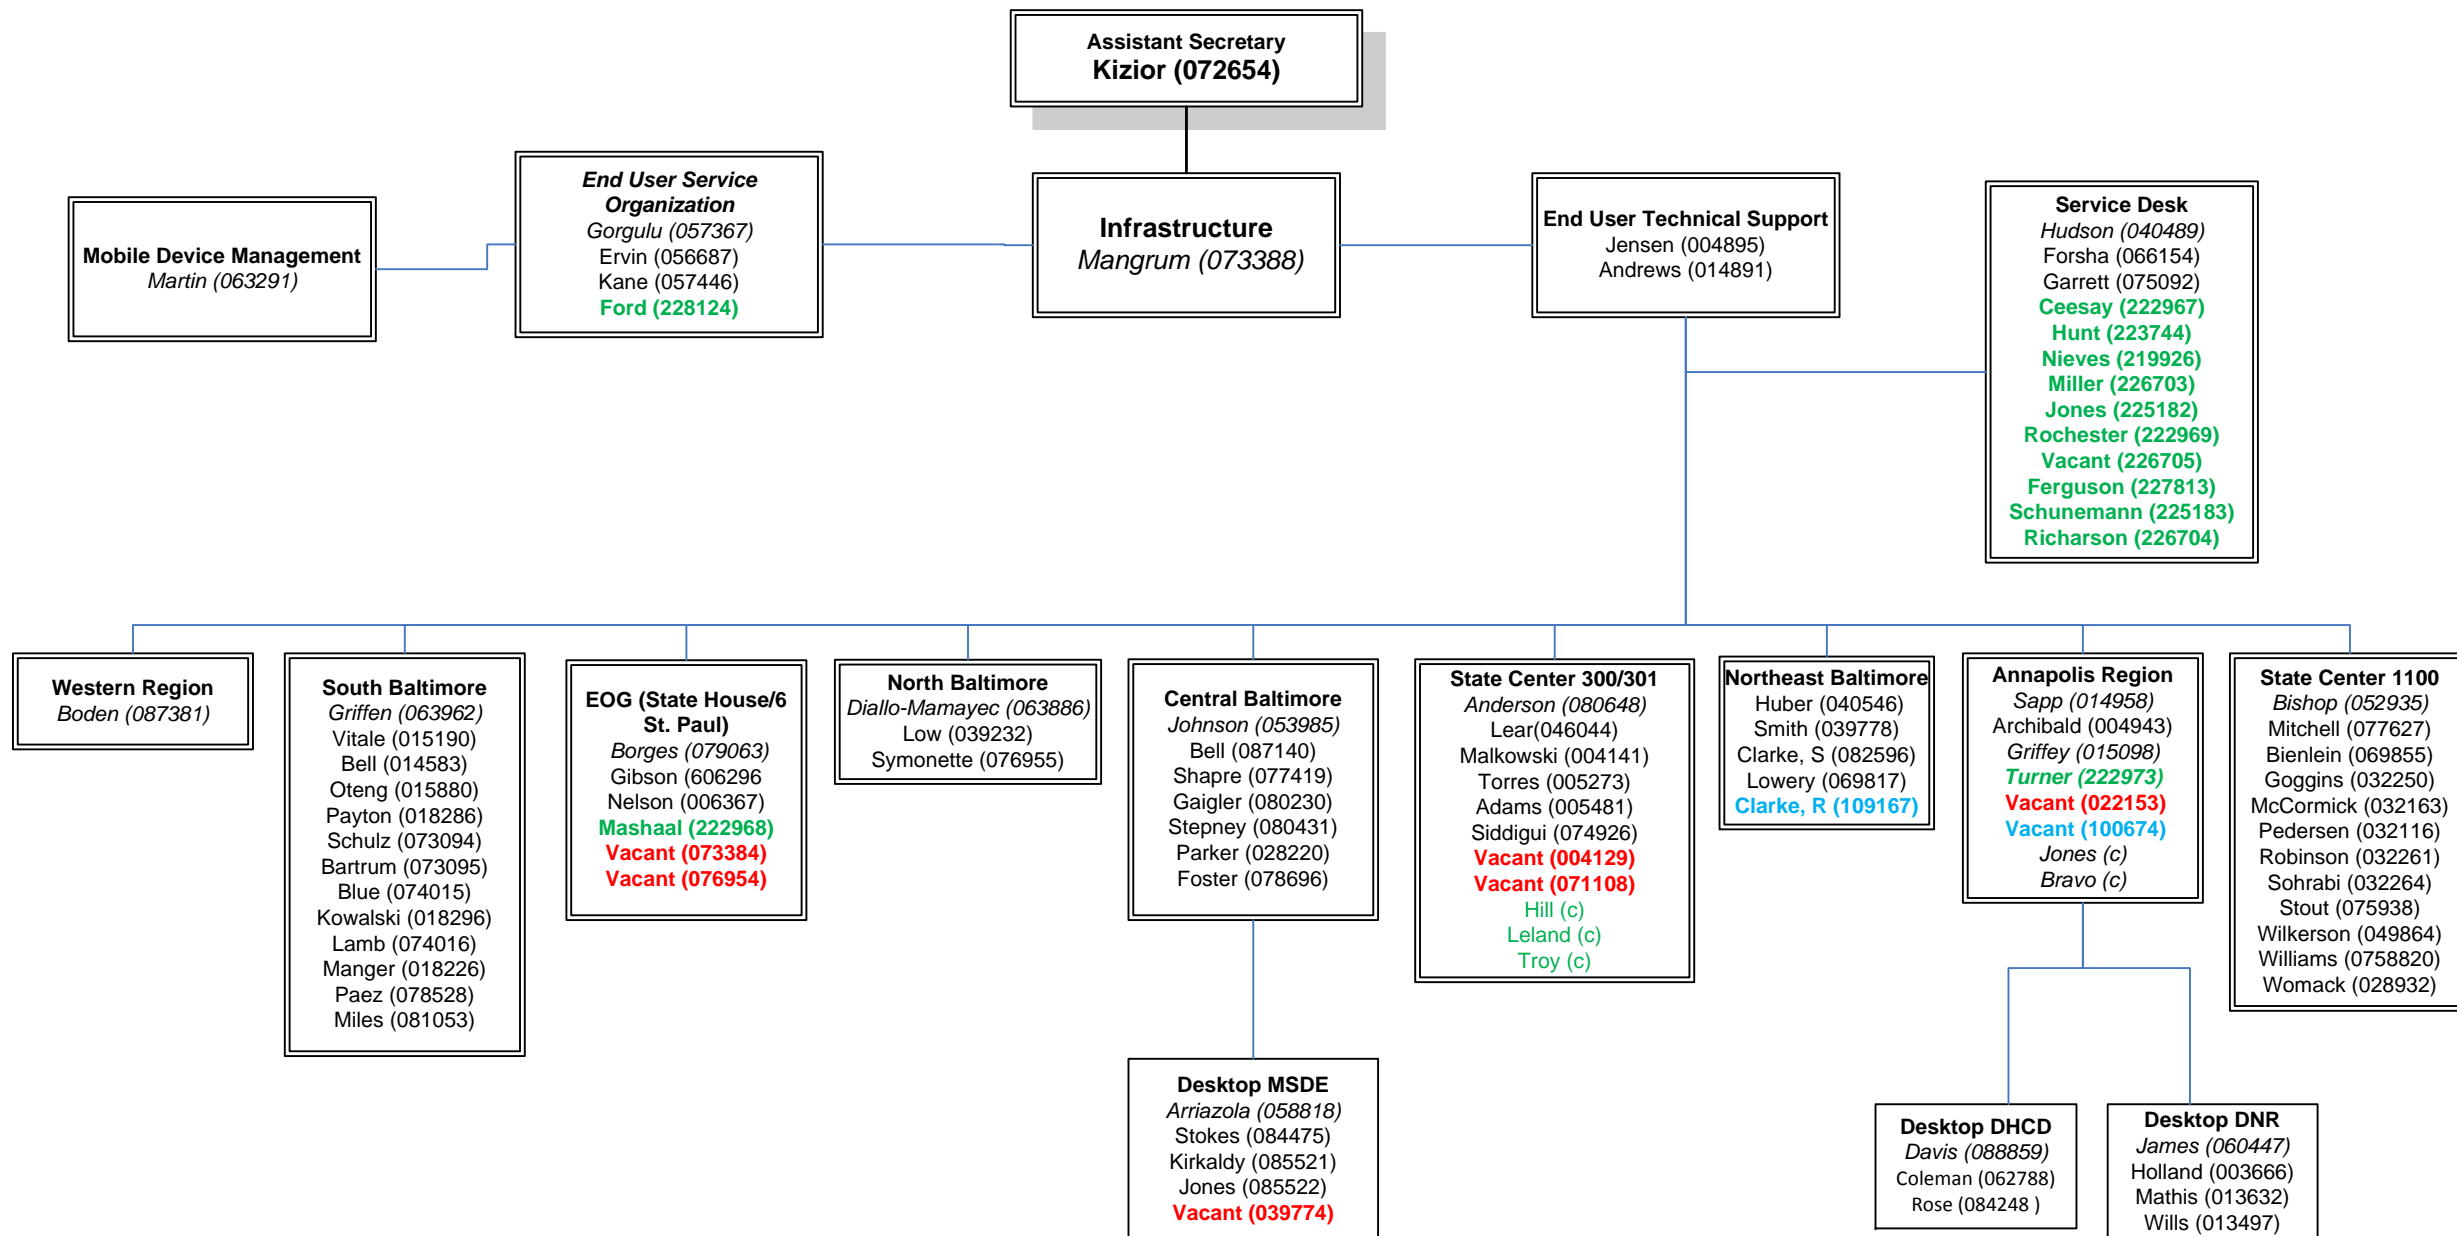 Assistant Secretary
Kizior (072654)
Mobile Device Management
Martin (063291)
End User Service
Organization
Gorgulu (057367)
Ervin (056687)
Kane (057446)
Ford (228124)
Infrastructure
Mangrum (073388)
End User Technical Support
Jensen (004895)
Andrews (014891)
Service Desk
Hudson (040489)
Forsha (066154)
Garrett (075092)
Ceesay (222967)
Hunt (223744)
Nieves (219926)
Miller (226703)
Jones (225182)
Rochester (222969)
Vacant (226705)
Ferguson (227813)
Schunemann (225183)
Richarson (226704)
Western Region
Boden (087381)
South Baltimore
Griffen (063962)
Vitale (015190)
Bell (014583)
Oteng (015880)
Payton (018286)
Schulz (073094)
Bartrum (073095)
Blue (074015)
Kowalski (018296)
Lamb (074016)
Manger (018226)
Paez (078528)
Miles (081053)
EOG (State House/6
St. Paul)
Borges (079063)
Gibson (606296
Nelson (006367)
Mashaal (222968)
Vacant (073384)
Vacant (076954)
North Baltimore
Diallo-Mamayec (063886)
Low (039232)
Symonette (076955)
Central Baltimore
Johnson (053985)
Bell (087140)
Shapre (077419)
Gaigler (080230)
Stepney (080431)
Parker (028220)
Foster (078696)
State Center 300/301
Anderson (080648)
Lear(046044)
Malkowski (004141)
Torres (005273)
Adams (005481)
Siddigui (074926)
Vacant (004129)
Vacant (071108)
Hill (c)
Leland (c)
Troy (c)
Northeast Baltimore
Huber (040546)
Smith (039778)
Clarke, S (082596)
Lowery (069817)
Clarke, R (109167)
Annapolis Region
Sapp (014958)
Archibald (004943)
Griffey (015098)
Turner (222973)
Vacant (022153)
Vacant (100674)
Jones (c)
Bravo (c)
State Center 1100
Bishop (052935)
Mitchell (077627)
Bienlein (069855)
Goggins (032250)
McCormick (032163)
Pedersen (032116)
Robinson (032261)
Sohrabi (032264)
Stout (075938)
Wilkerson (049864)
Williams (0758820)
Womack (028932)
Desktop MSDE
Arriazola (058818)
Stokes (084475)
Kirkaldy (085521)
Jones (085522)
Vacant (039774)
Desktop DHCD
Davis (088859)
Coleman (062788)
Rose (084248 )
Desktop DNR
James (060447)
Holland (003666)
Mathis (013632)
Wills (013497)